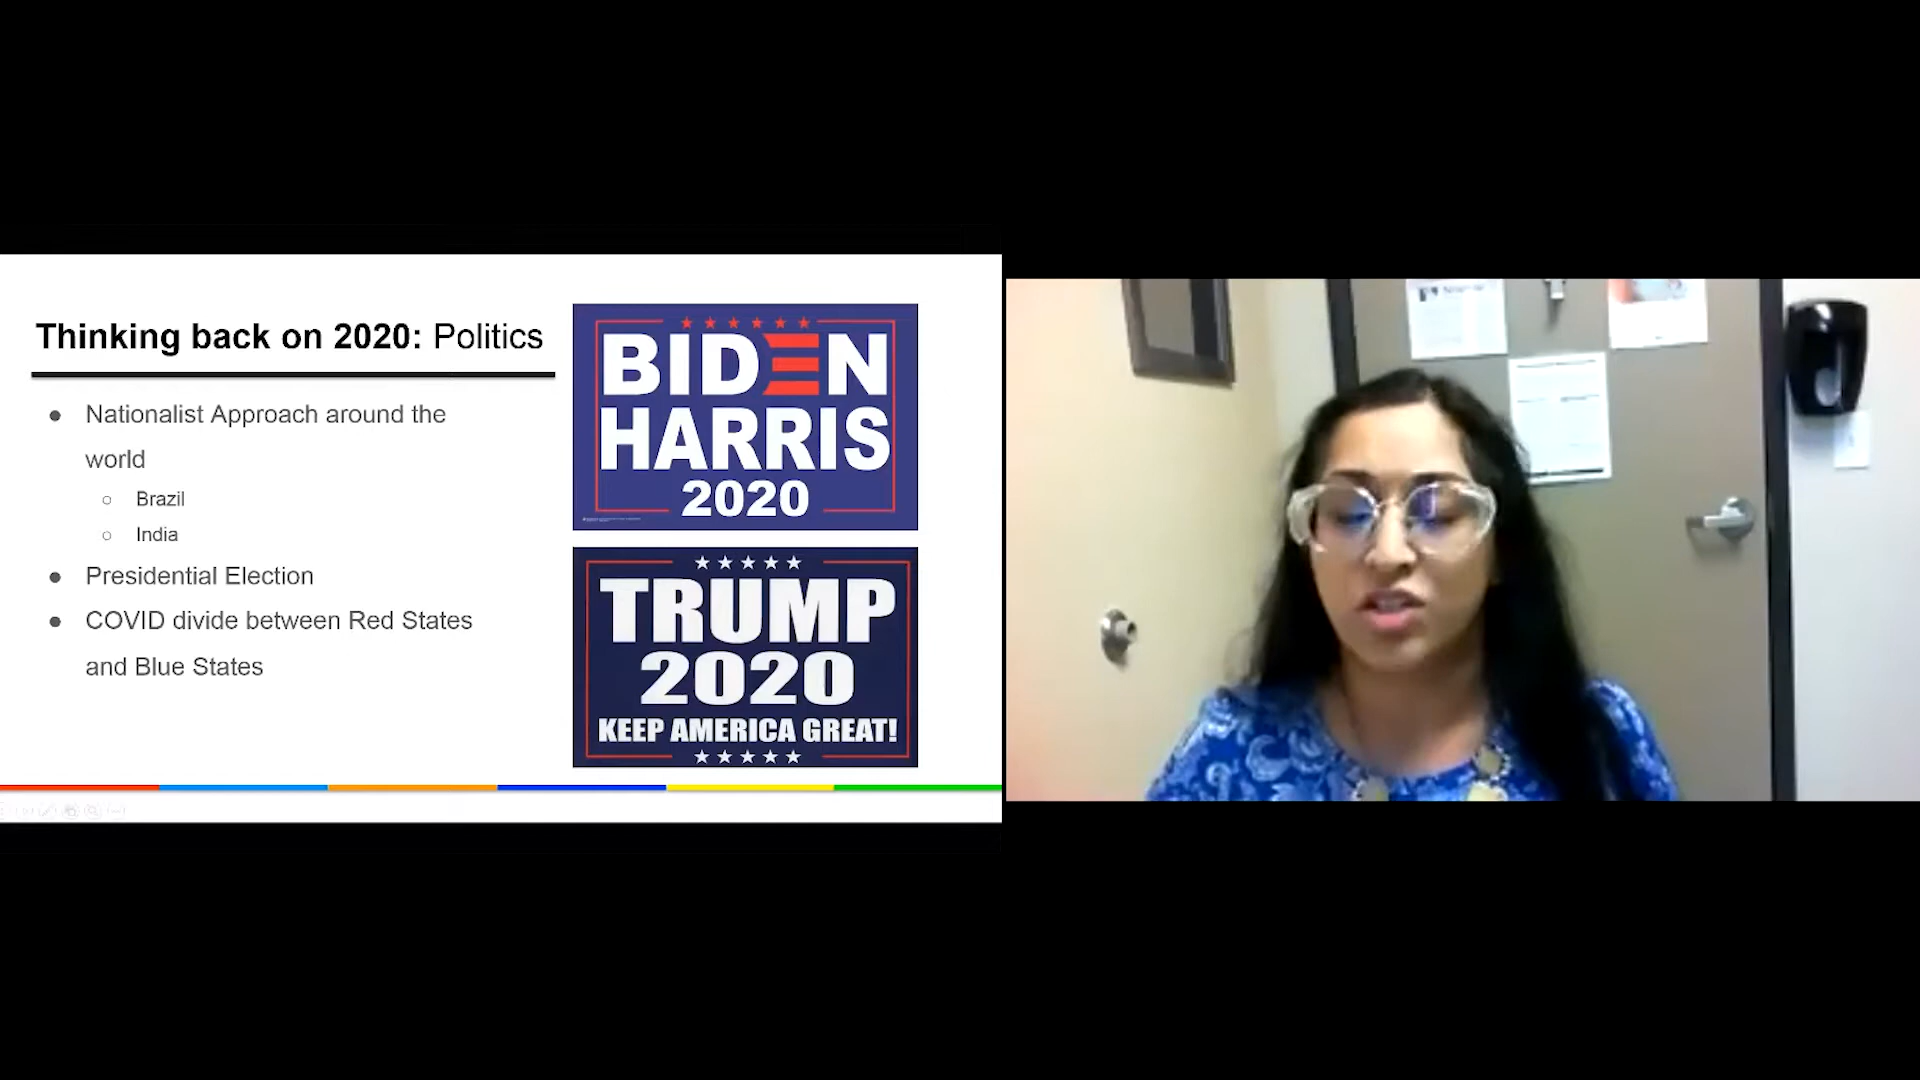 Thinking back on 2020: Politics
● Nationalist Approach around the
world
○ Brazil
○ India
● Presidential Election
● COVID divide between Red States
and Blue States
BIDEN
HARRIS
2020
TRUMP
2020
KEEP AMERICA GREAT!